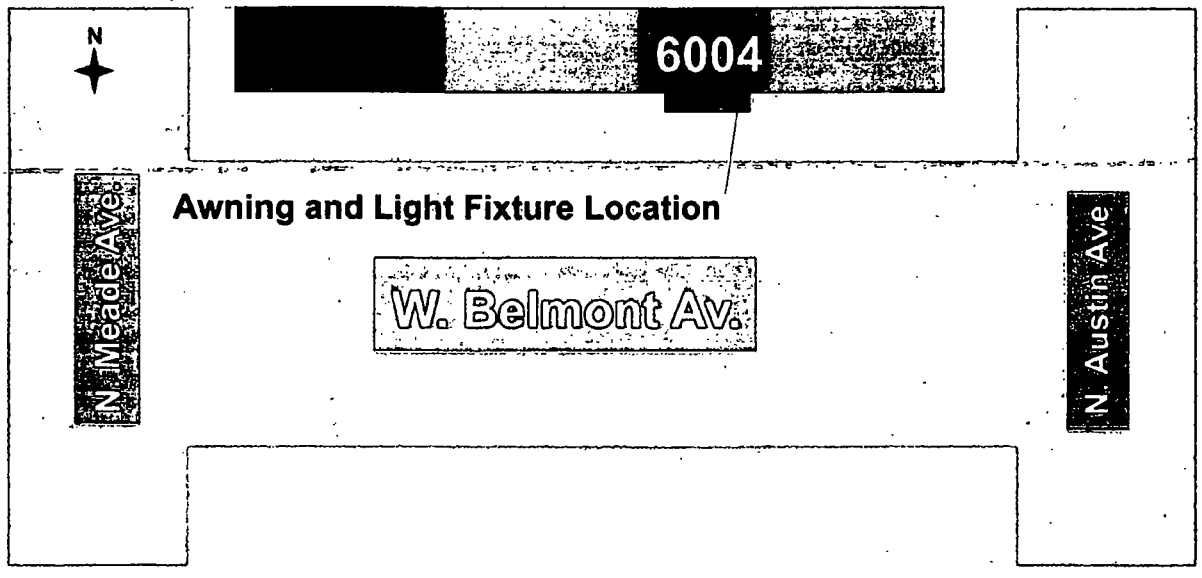 N
6004
Awning and Light Fixture Location
N. Meade Ave.
W. Belmont Av.
N. Austin Ave